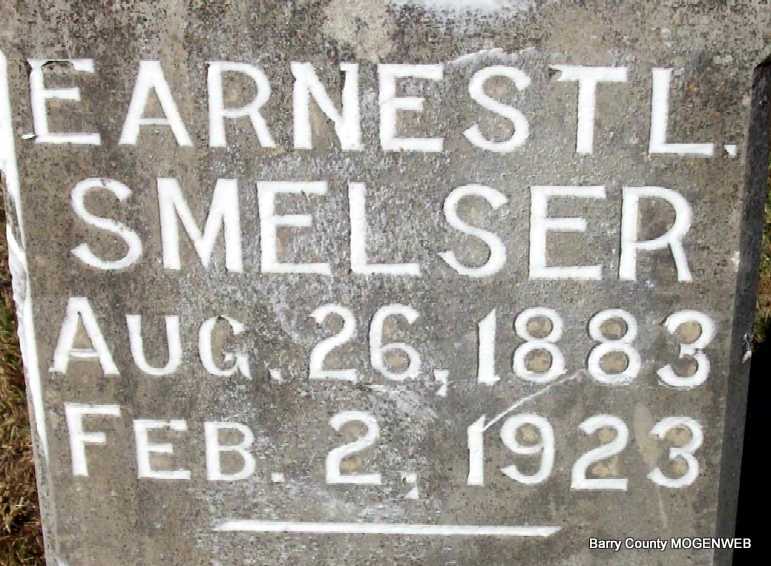 EARNEST L.
SMELSER
AUG. 26, 1883
FEB. 2, 1923
Barry County MOGENWEB